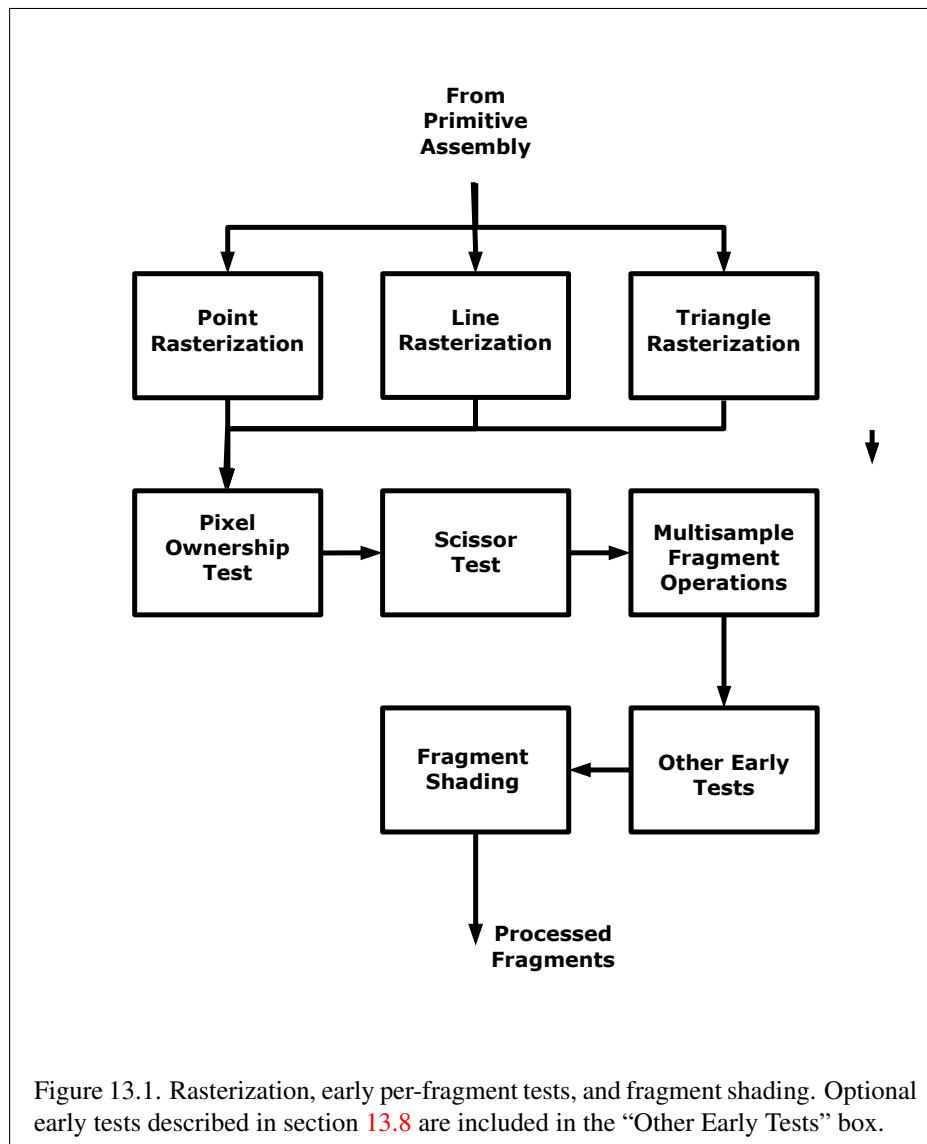 From
Primitive
Assembly
Point
Rasterization
Line
Rasterization
Triangle
Rasterization
Pixel
Ownership
Test
Scissor
Test
Multisample
Fragment
Operations
Fragment
Shading
Other Early
Tests
Processed
Fragments
Figure 13.1. Rasterization, early per-fragment tests, and fragment shading. Optional
early tests described in section 13.8 are included in the “Other Early Tests” box.